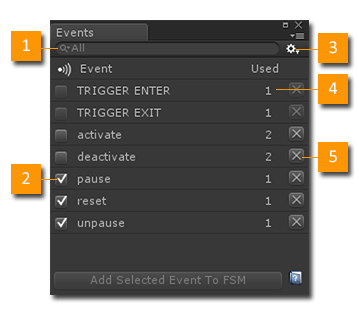 Events
1
All
3
Event Used
TRIGGER ENTER 1
4
TRIGGER EXIT 1
activate 2
deactivate 2
5
2
pause 1
reset 1
unpause 1
Add Selected Event To FSM
?